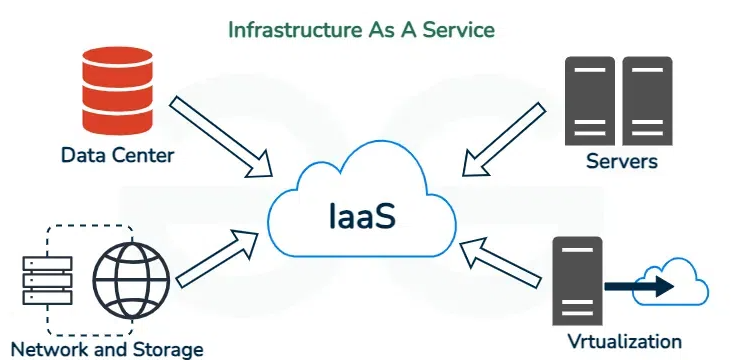 Infrastructure As A Service
Data Center
Servers
IaaS
Network and Storage
Vrtualization